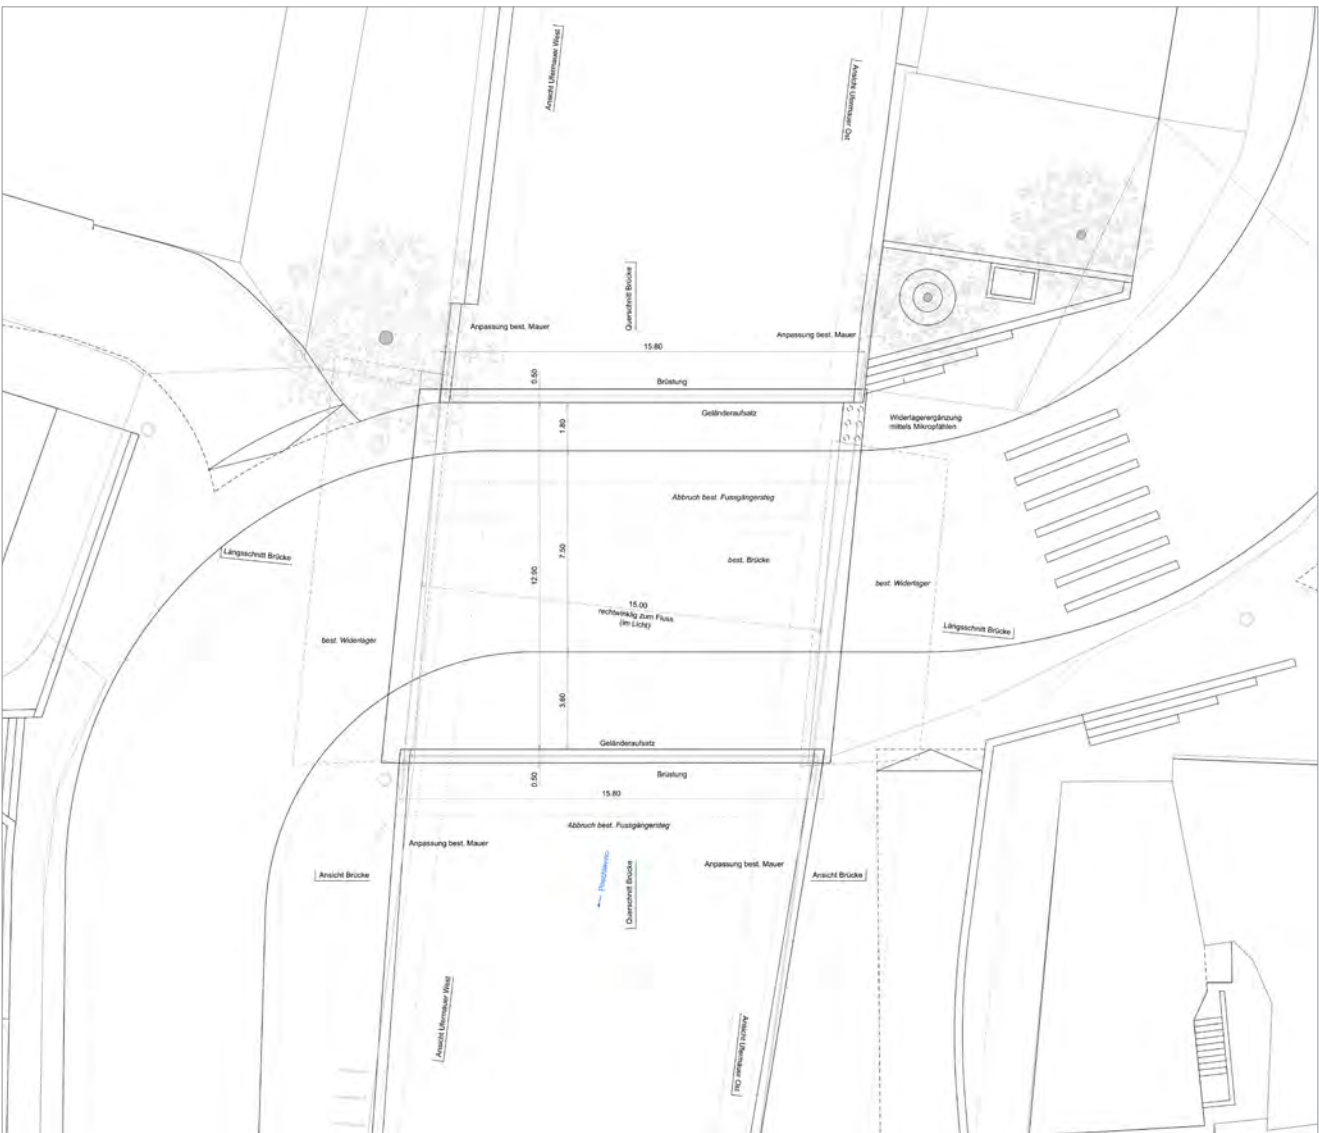 Ansicht Ufermauer West
Ansicht Ufermauer Ost
Querschnitt Brücke
Anpassung best. Mauer
Anpassung best. Mauer
15.80
0.50
Brüstung
Geländeraufsatz
Widerlagerergänzung
mittels Mikropfählen
1.80
Abbruch best. Fussgängersteg
Längsschnitt Brücke
7.50
12.90
best. Brücke
best. Widerlager
15.00
rechtwinklig zum Fluss
(im Licht)
Längsschnitt Brücke
best. Widerlager
3.60
Geländeraufsatz
0.50
Brüstung
15.80
Abbruch best. Fussgängersteg
Anpassung best. Mauer
Anpassung best. Mauer
Ansicht Brücke
Poschiavino
Querschnitt Brücke
Ansicht Brücke
Ansicht Ufermauer West
Ansicht Ufermauer Ost